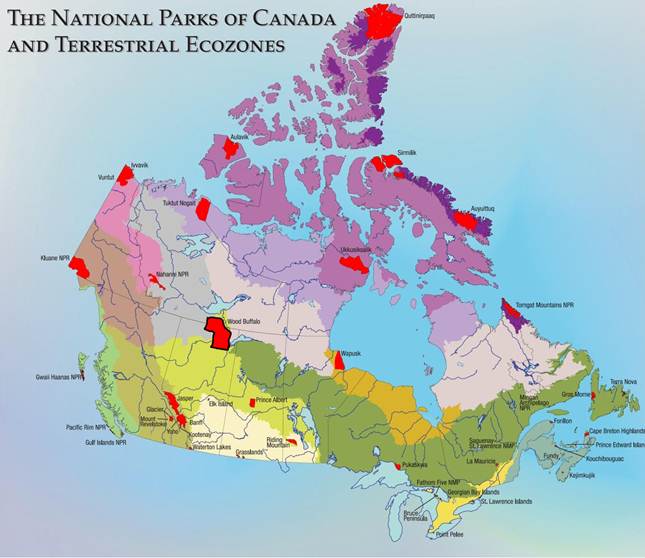 THE NATIONAL PARKS OF CANADA
AND TERRESTRIAL ECOZONES
Quttinirpaaq
Aulavik
Sirmilik
Ivvavik
Vuntut
Tuktut Nogait
Auyuittuq
Ukkusiksalik
Kluane NPR
Nahanni NPR
Torngat Mountains NPR
Wood Buffalo
Wapusk
Gwaii Haanas NPR
Jasper
Elk Island
Prince Albert
Glacier
Mount
Revelstoke
Banff
Yoho
Kootenay
Pacific Rim NPR
Gulf Islands NPR
Waterton Lakes
Grasslands
Riding
Mountain
Mingan
Archipelago
NPR
Gros Morne
Terra Nova
Forillon
Cape Breton Highlands
Prince Edward Island
Kouchibouguac
Fundy
Kejimkujik
Saguenay-
St. Lawrence NMP
La Mauricie
Pukaskwa
Fathom Five NMP
Georgian Bay Islands
St. Lawrence Islands
Bruce
Peninsula
Point Pelee